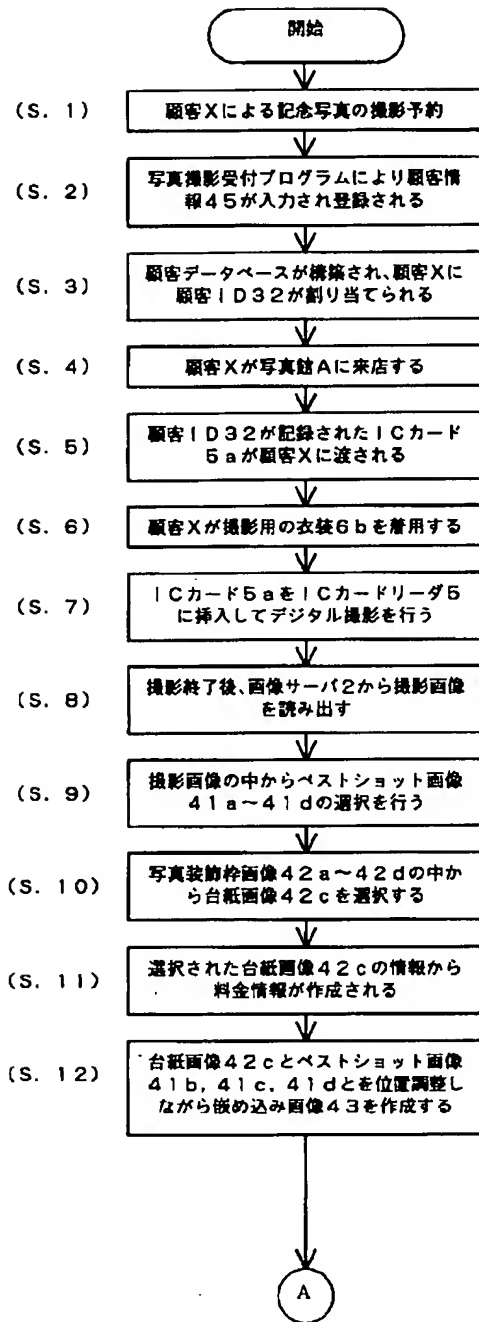 開始
(S. 1)
顧客Xによる記念写真の撮影予約
(S. 2)
写真撮影受付プログラムにより顧客情
報45が入力され登録される
(S. 3)
顧客データベースが構築され、顧客Xに
顧客ID32が割り当てられる
(S. 4)
顧客Xが写真館Aに来店する
(S. 5)
顧客ID32が記録されたICカード
5aが顧客Xに渡される
(S. 6)
顧客Xが撮影用の衣装6bを着用する
(S. 7)
ICカード5aをICカードリーダ5
に挿入してデジタル撮影を行う
(S. 8)
撮影終了後、画像サーバ2から撮影画像
を読み出す
(S. 9)
撮影画像の中からベストショット画像
41a~41dの選択を行う
(S. 10)
写真装飾枠画像42a~42dの中か
ら台紙画像42cを選択する
(S. 11)
選択された台紙画像42cの情報から
料金情報が作成される
(S. 12)
台紙画像42cとベストショット画像
41b, 41c, 41dとを位置調整し
ながら嵌め込み画像43を作成する
A